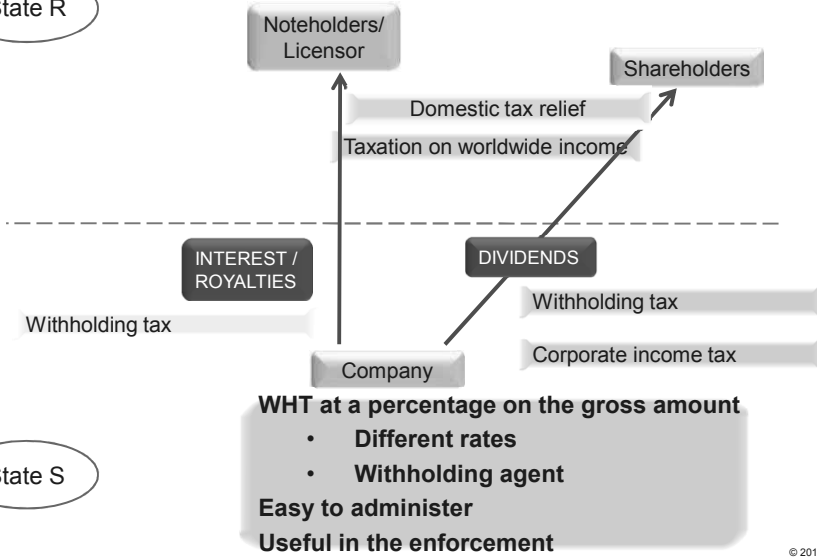 State R
Noteholders/
Licensor
Shareholders
Domestic tax relief
Taxation on worldwide income
INTEREST /
ROYALTIES
DIVIDENDS
Withholding tax
Withholding tax
Corporate income tax
Company
WHT at a percentage on the gross amount
• Different rates
• Withholding agent
State S
Easy to administer
Useful in the enforcement
© 201